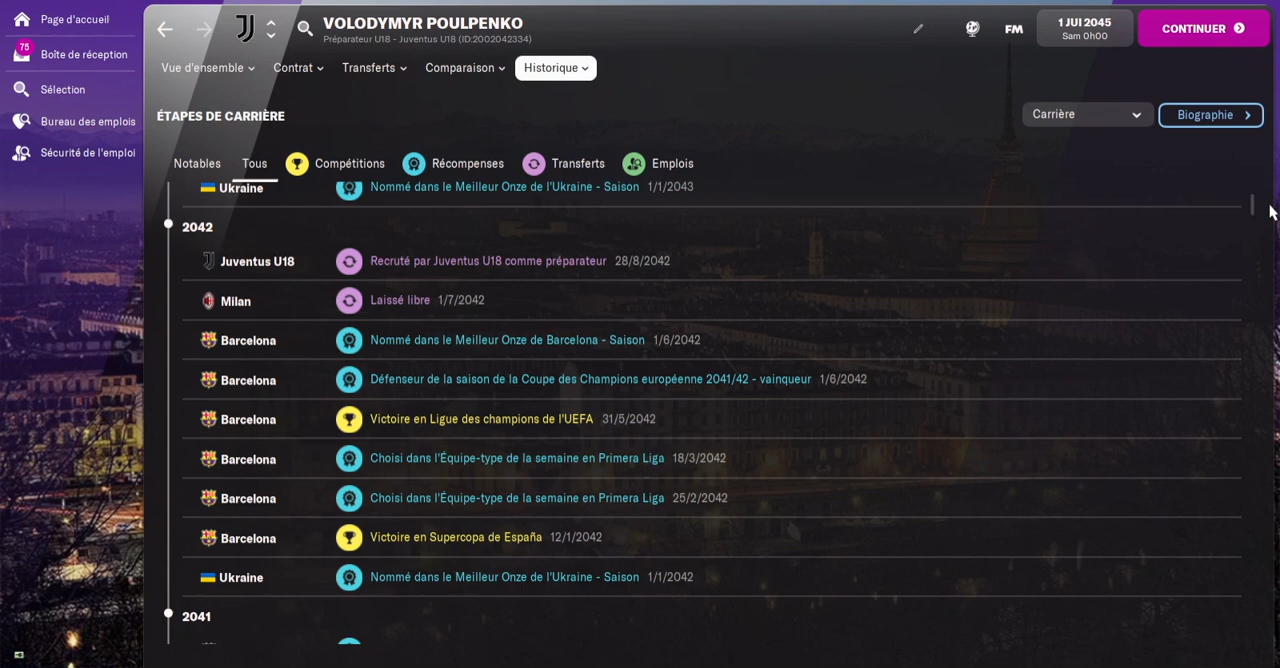 Page d'accueil
75
Boîte de réception
Sélection
Bureau des emplois
Sécurité de l'emploi
VOLODYMYR POULPENKO
Préparateur U18 - Juventus U18 (ID:2002042334)
FM
1 JUI 2045
Sam 0h00
CONTINUER
Vue d'ensemble
Contrat
Transferts
Comparaison
Historique
ÉTAPES DE CARRIÈRE
Carrière
Biographie
Notables
Tous
Compétitions
Récompenses
Transferts
Emplois
Ukraine Nommé dans le Meilleur Onze de l'Ukraine - Saison 1/1/2043
2042
Juventus U18 Recruté par Juventus U18 comme préparateur 28/8/2042
Milan Laissé libre 1/7/2042
Barcelona Nommé dans le Meilleur Onze de Barcelona - Saison 1/6/2042
Barcelona Défenseur de la saison de la Coupe des Champions européenne 2041/42 - vainqueur 1/6/2042
Barcelona Victoire en Ligue des champions de l'UEFA 31/5/2042
Barcelona Choisi dans l'Équipe-type de la semaine en Primera Liga 18/3/2042
Barcelona Choisi dans l'Équipe-type de la semaine en Primera Liga 25/2/2042
Barcelona Victoire en Supercopa de España 12/1/2042
Ukraine Nommé dans le Meilleur Onze de l'Ukraine - Saison 1/1/2042
2041